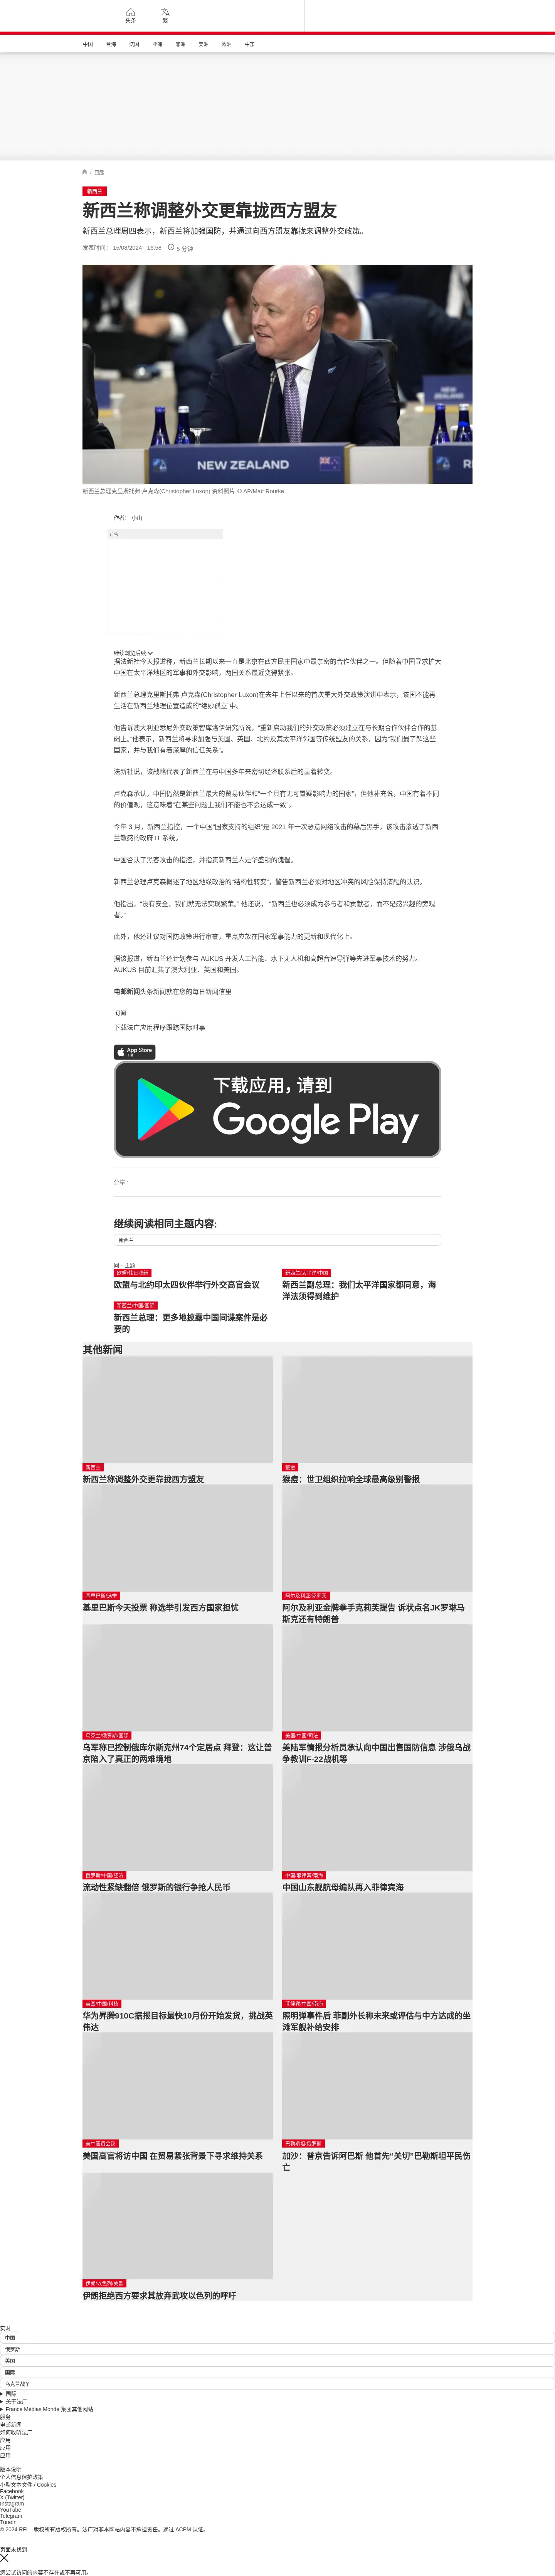 头条
繁
中国
台海
法国
亚洲
非洲
美洲
欧洲
中东
国际
新西兰
新西兰称调整外交更靠拢西方盟友
新西兰总理周四表示，新西兰将加强国防，并通过向西方盟友靠拢来调整外交政策。
发表时间： 15/08/2024 - 16:58 5 分钟
NEW ZEALAND
NEW ZEALAND
新西兰总理克里斯托弗·卢克森(Christopher Luxon) 资料照片 © AP/Matt Rourke
作者： 小山
广告
继续浏览后续
据法新社今天报道称，新西兰长期以来一直是北京在西方民主国家中最亲密的合作伙伴之一。但随着中国寻求扩大
中国在太平洋地区的军事和外交影响，两国关系最近变得紧张。
新西兰总理克里斯托弗·卢克森(Christopher Luxon)在去年上任以来的首次重大外交政策演讲中表示，该国不能再
生活在新西兰地理位置造成的“绝妙孤立”中。
他告诉澳大利亚悉尼外交政策智库洛伊研究所说，“重新启动我们的外交政策必须建立在与长期合作伙伴合作的基
础上。”他表示，新西兰将寻求加强与美国、英国、北约及其太平洋邻国等传统盟友的关系，因为“我们最了解这些
国家，并与我们有着深厚的信任关系”。
法新社说，该战略代表了新西兰在与中国多年来密切经济联系后的显着转变。
卢克森承认，中国仍然是新西兰最大的贸易伙伴和“一个具有无可置疑影响力的国家”，但他补充说，中国有着不同
的价值观，这意味着“在某些问题上我们不能也不会达成一致”。
今年 3 月，新西兰指控，一个中国“国家支持的组织”是 2021 年一次恶意网络攻击的幕后黑手，该攻击渗透了新西
兰敏感的政府 IT 系统。
中国否认了黑客攻击的指控，并指责新西兰人是华盛顿的傀儡。
新西兰总理卢克森概述了地区地缘政治的“结构性转变”，警告新西兰必须对地区冲突的风险保持清醒的认识。
他指出，“没有安全，我们就无法实现繁荣。” 他还说， “新西兰也必须成为参与者和贡献者，而不是感兴趣的旁观
者。”
此外，他还建议对国防政策进行审查，重点应放在国家军事能力的更新和现代化上。
据该报道，新西兰还计划参与 AUKUS 开发人工智能、水下无人机和高超音速导弹等先进军事技术的努力。
AUKUS 目前汇集了澳大利亚、英国和美国。
电邮新闻头条新闻就在您的每日新闻信里
订阅
下载法广应用程序跟踪国际时事
App Store
下载
下载应用，请到
Google Play
分享 :
继续阅读相同主题内容:
新西兰
同一主题
欧盟/韩日澳新
欧盟与北约印太四伙伴举行外交高官会议
新西兰/太平洋/中国
新西兰副总理：我们太平洋国家都同意，海
洋法须得到维护
新西兰/中国/国际
新西兰总理：更多地披露中国间谍案件是必
要的
其他新闻
新西兰
新西兰称调整外交更靠拢西方盟友
猴痘
猴痘：世卫组织拉响全球最高级别警报
基里巴斯/选举
基里巴斯今天投票 称选举引发西方国家担忧
阿尔及利亚/克莉芙
阿尔及利亚金牌拳手克莉芙提告 诉状点名JK罗琳马
斯克还有特朗普
乌克兰/俄罗斯/国际
乌军称已控制俄库尔斯克州74个定居点 拜登：这让普
京陷入了真正的两难境地
美国/中国/司法
美陆军情报分析员承认向中国出售国防信息 涉俄乌战
争教训F-22战机等
俄罗斯/中国/经济
流动性紧缺翻倍 俄罗斯的银行争抢人民币
中国/菲律宾/南海
中国山东舰航母编队再入菲律宾海
美国/中国/科技
华为昇腾910C据报目标最快10月份开始发货，挑战英
伟达
菲律宾/中国/南海
照明弹事件后 菲副外长称未来或评估与中方达成的坐
滩军舰补给安排
美中官员会议
美国高官将访中国 在贸易紧张背景下寻求维持关系
巴勒斯坦/俄罗斯
加沙：普京告诉阿巴斯 他首先“关切”巴勒斯坦平民伤
亡
伊朗/以色列/美欧
伊朗拒绝西方要求其放弃武攻以色列的呼吁
实时
中国
俄罗斯
美国
国际
乌克兰战争
国际
关于法广
France Médias Monde 集团其他网站
服务
电邮新闻
如何收听法广
应用
应用
应用
版本说明
个人信息保护政策
小型文本文件 / Cookies
Facebook
X (Twitter)
Instagram
YouTube
Telegram
TuneIn
© 2024 RFI – 版权所有版权所有。法广对非本网站内容不承担责任。通过 ACPM 认证。
页面未找到
您尝试访问的内容不存在或不再可用。